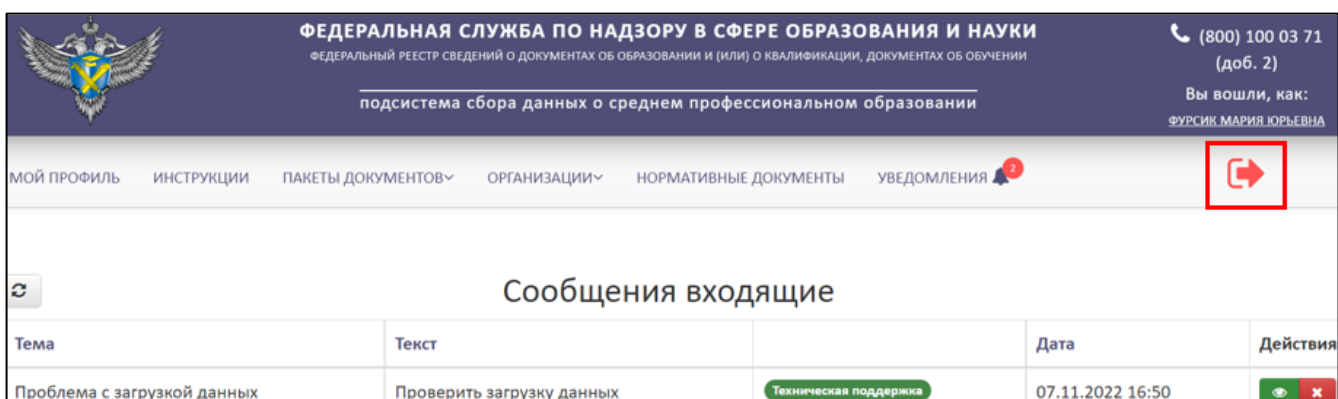 ФЕДЕРАЛЬНАЯ СЛУЖБА ПО НАДЗОРУ В СФЕРЕ ОБРАЗОВАНИЯ И НАУКИ
ФЕДЕРАЛЬНЫЙ РЕЕСТР СВЕДЕНИЙ О ДОКУМЕНТАХ ОБ ОБРАЗОВАНИИ И (ИЛИ) О КВАЛИФИКАЦИИ, ДОКУМЕНТАХ ОБ ОБУЧЕНИИ
подсистема сбора данных о среднем профессиональном образовании
(800) 100 03 71
(доб. 2)
Вы вошли, как:
ФУРСИК МАРИЯ ЮРЬЕВНА
МОЙ ПРОФИЛЬ ИНСТРУКЦИИ ПАКЕТЫ ДОКУМЕНТОВ ОРГАНИЗАЦИИ НОРМАТИВНЫЕ ДОКУМЕНТЫ УВЕДОМЛЕНИЯ 2
Сообщения входящие
Тема Текст Дата Действия
Проблема с загрузкой данных Проверить загрузку данных Техническая поддержка 07.11.2022 16:50